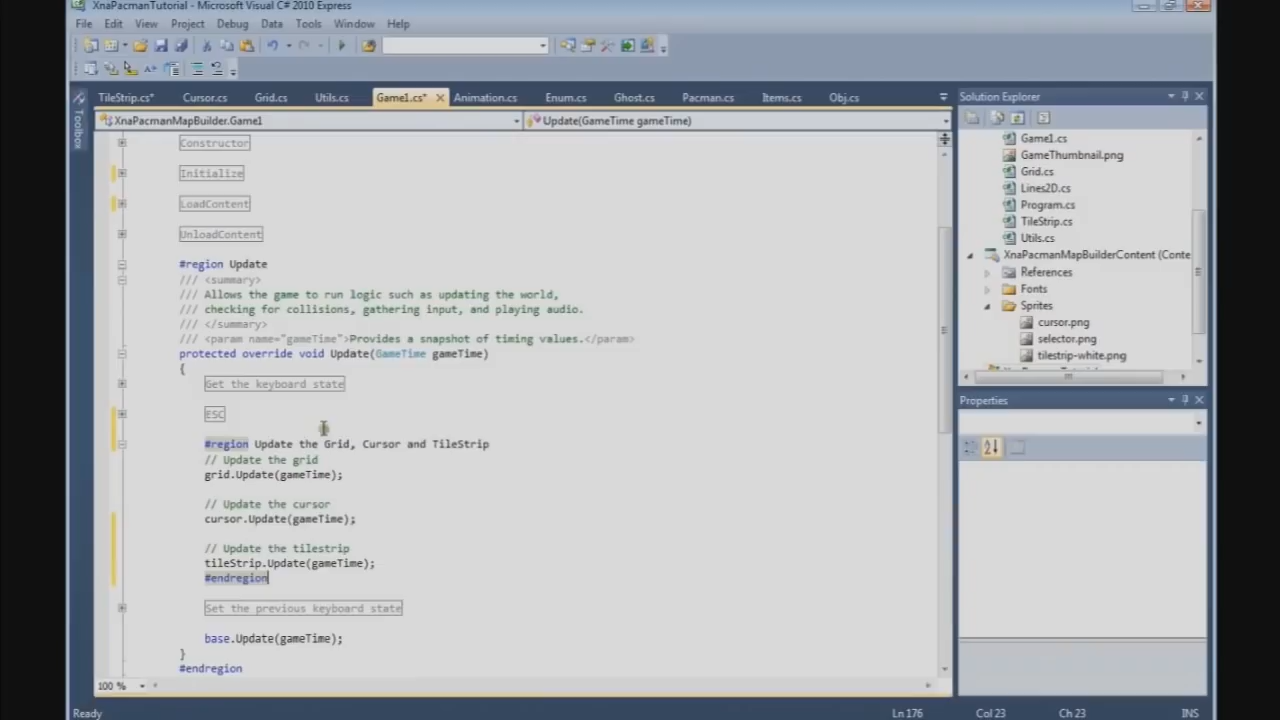 XnaPacmanTutorial - Microsoft Visual C# 2010 Express
File Edit View Project Debug Data Tools Window Help
TileStrip.cs* Cursor.cs Grid.cs Utils.cs Game1.cs* Animation.cs Enum.cs Ghost.cs Pacman.cs Items.cs Obj.cs
XnaPacmanMapBuilder.Game1 Update(GameTime gameTime)
Toolbox
Constructor
Initialize
LoadContent
UnloadContent
#region Update
/// <summary>
/// Allows the game to run logic such as updating the world,
/// checking for collisions, gathering input, and playing audio.
/// </summary>
/// <param name="gameTime">Provides a snapshot of timing values.</param>
protected override void Update(GameTime gameTime)
{
Get the keyboard state
ESC
#region Update the Grid, Cursor and TileStrip
// Update the grid
grid.Update(gameTime);
// Update the cursor
cursor.Update(gameTime);
// Update the tilestrip
tileStrip.Update(gameTime);
#endregion
Set the previous keyboard state
base.Update(gameTime);
}
#endregion
100 %
Solution Explorer
Game1.cs
GameThumbnail.png
Grid.cs
Lines2D.cs
Program.cs
TileStrip.cs
Utils.cs
XnaPacmanMapBuilderContent (Conte
References
Fonts
Sprites
cursor.png
selector.png
tilestrip-white.png
Properties
Ready Ln 176 Col 23 Ch 23 INS